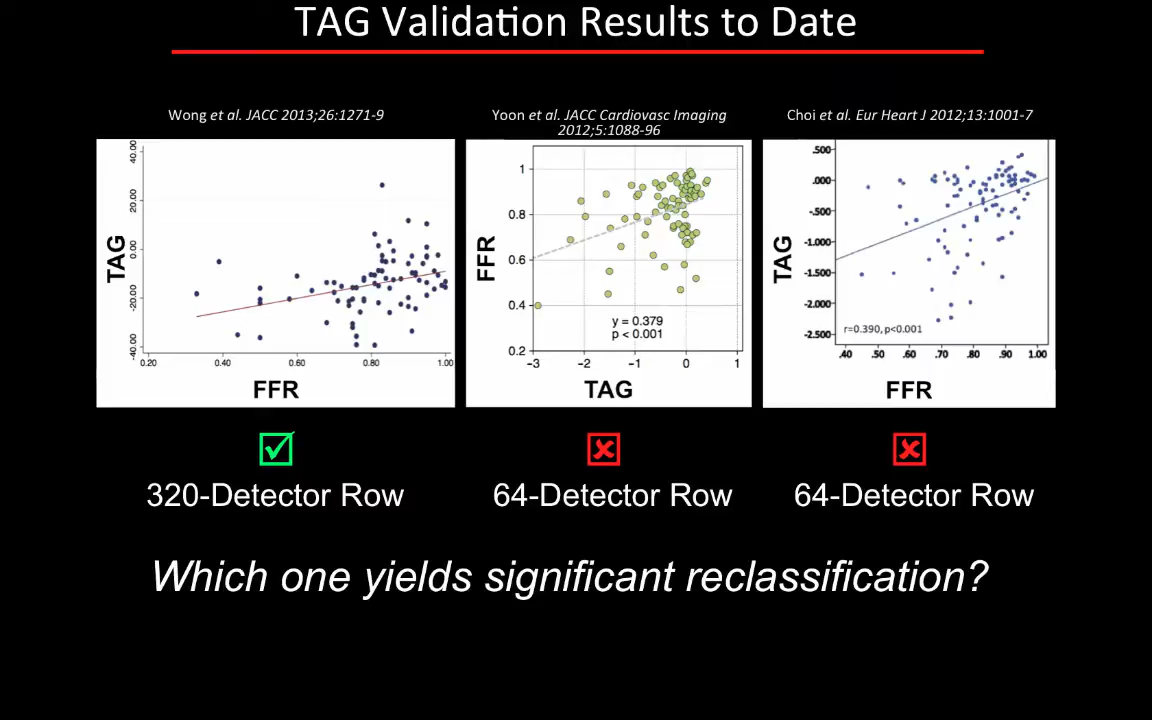 TAG Validation Results to Date
Wong et al. JACC 2013;26:1271-9
Yoon et al. JACC Cardiovasc Imaging
2012;5:1088-96
Choi et al. Eur Heart J 2012;13:1001-7
40.00
20.00
0.00
-20.00
-40.00
TAG
0.20
0.40
0.60
0.80
1.00
FFR
1
0.8
0.6
0.4
0.2
FFR
y = 0.379
p < 0.001
-3
-2
-1
0
1
TAG
.500
.000
-.500
-1.000
-1.500
-2.000
-2.500
TAG
r=0.390, p<0.001
.40
.50
.60
.70
.80
.90
1.00
FFR
320-Detector Row
64-Detector Row
64-Detector Row
Which one yields significant reclassification?